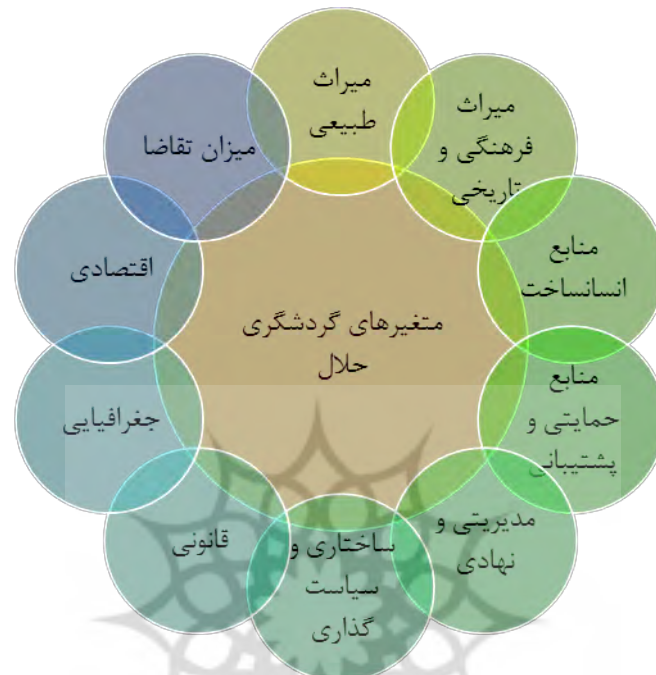 میراث
طبیعی
میراث
فرهنگی و
تاریخی
منابع
انسانساخت
منابع
حمایتی و
پشتیبانی
مدیریتی و
نهادی
ساختاری و
سیاست
گذاری
قانونی
جغرافیایی
اقتصادی
میزان تقاضا
متغیرهای گردشگری
حلال